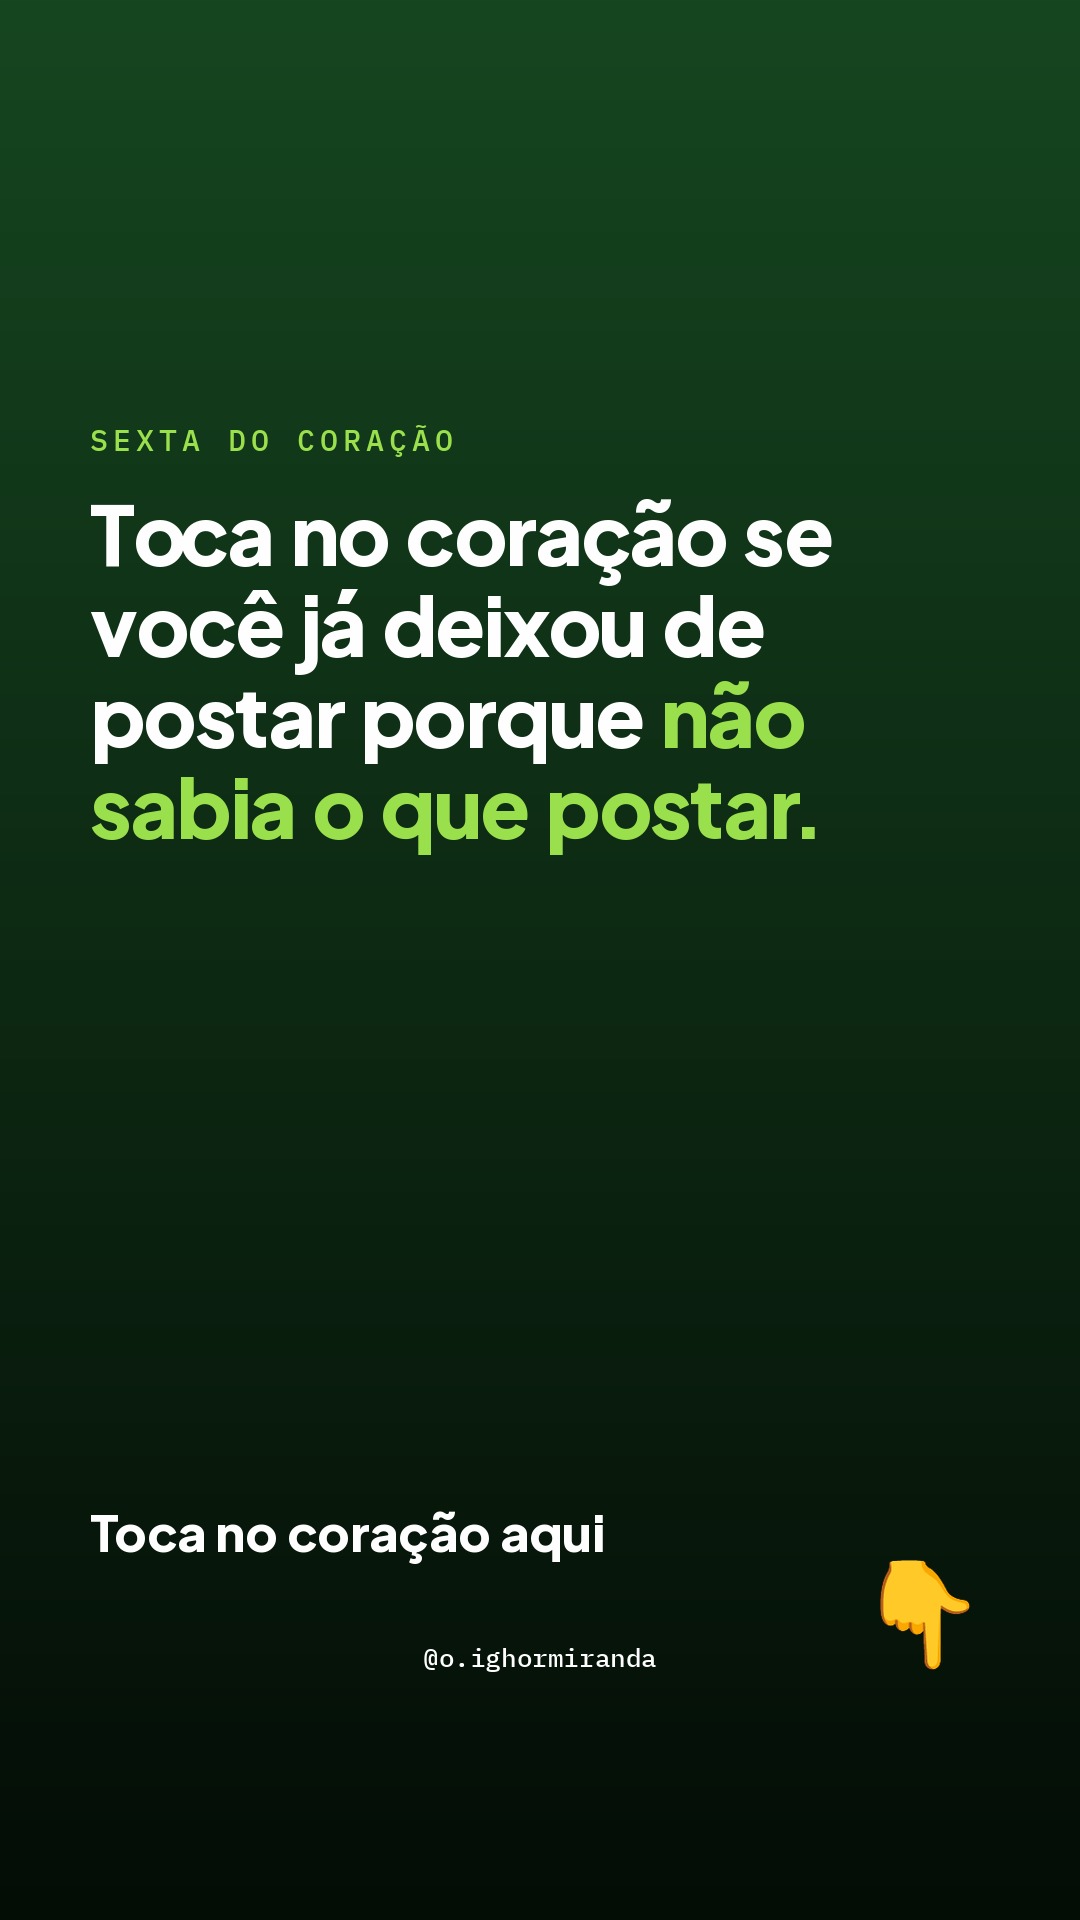 SEXTA DO CORAÇÃO
Toca no coração se
você já deixou de
postar porque não
sabia o que postar.
Toca no coração aqui
@o.ighormiranda